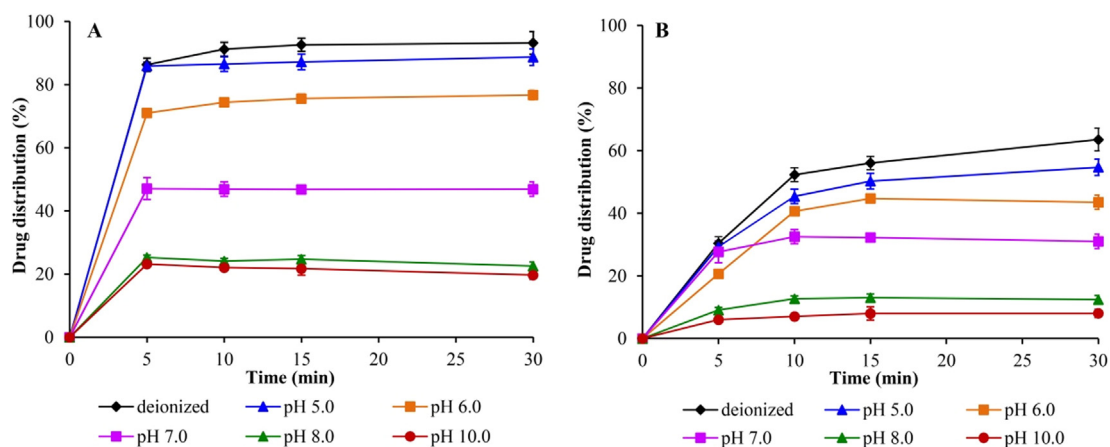 A
Drug distribution (%)
100
80
60
40
20
0
0 5 10 15 20 25 30
Time (min)
deionized pH 5.0 pH 6.0
pH 7.0 pH 8.0 pH 10.0
B
Drug distribution (%)
100
80
60
40
20
0
0 5 10 15 20 25 30
Time (min)
deionized pH 5.0 pH 6.0
pH 7.0 pH 8.0 pH 10.0